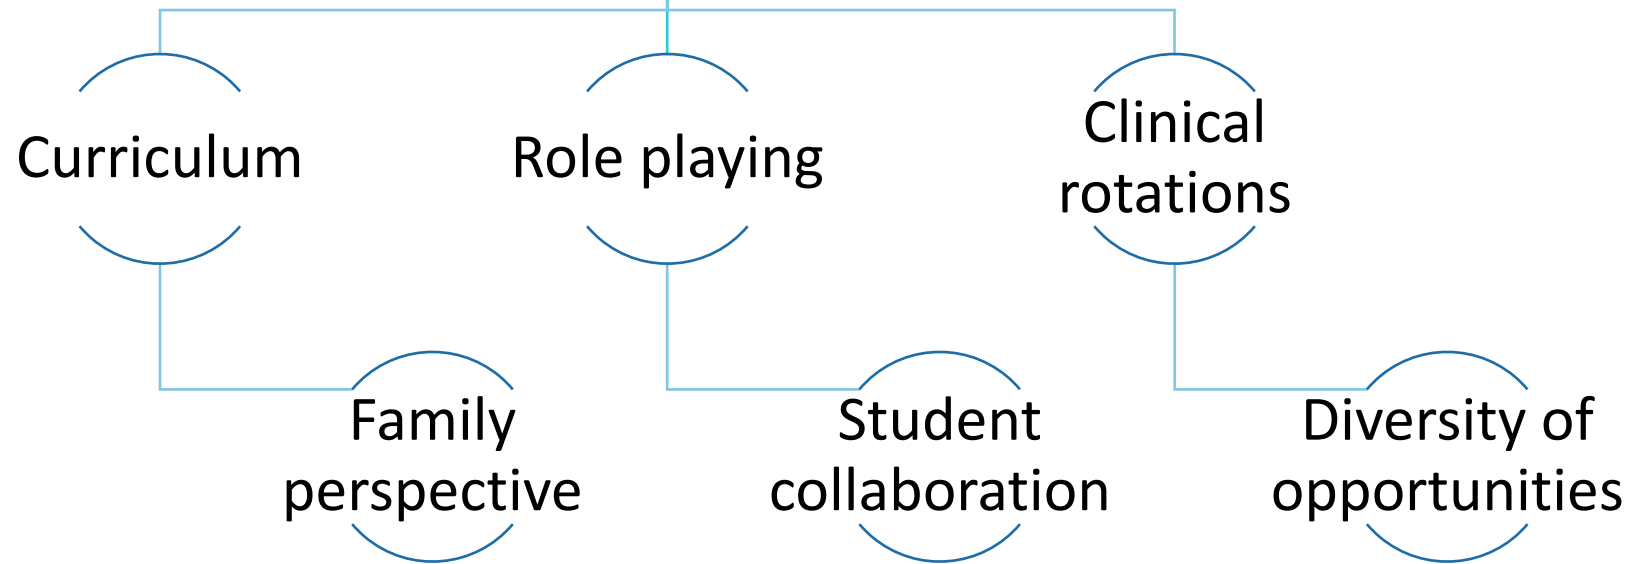 Curriculum
Role playing
Clinical
rotations
Family
perspective
Student
collaboration
Diversity of
opportunities